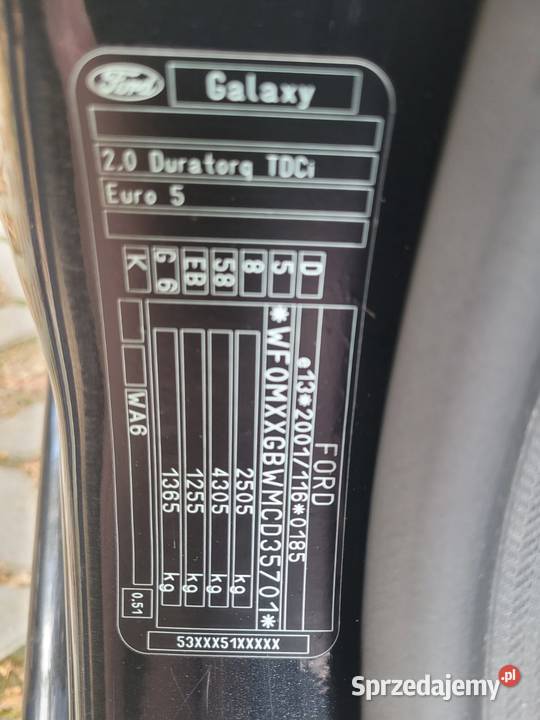 Ford
Galaxy
2.0 Duratorq TDCi
Euro 5
D
5
8
58
EB
G 6
K
FORD
e13*2001/116*0185
*WF0MXXGBWMCD35701*
2505 kg
4305 kg
1255 kg
1365 kg
WA6
0.51
53XXX51XXXXX
Sprzedajemy.pl